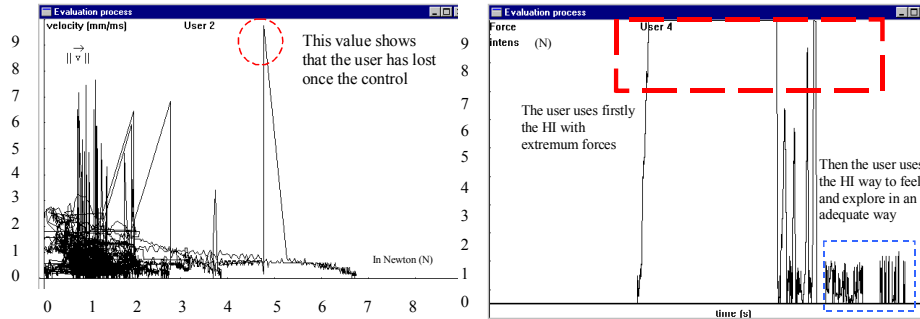 Evaluation process
velocity (mm/ms) User 2
|| v ||
This value shows
that the user has lost
once the control
9
8
7
6
5
4
3
2
1
0
In Newton (N)
0 1 2 3 4 5 6 7 8
Evaluation process
Force User 4
intens (N)
9
8
7
6
5
4
3
2
1
0
The user uses firstly
the HI with
extremum forces
Then the user uses
the HI way to feel
and explore in an
adequate way
time (s)